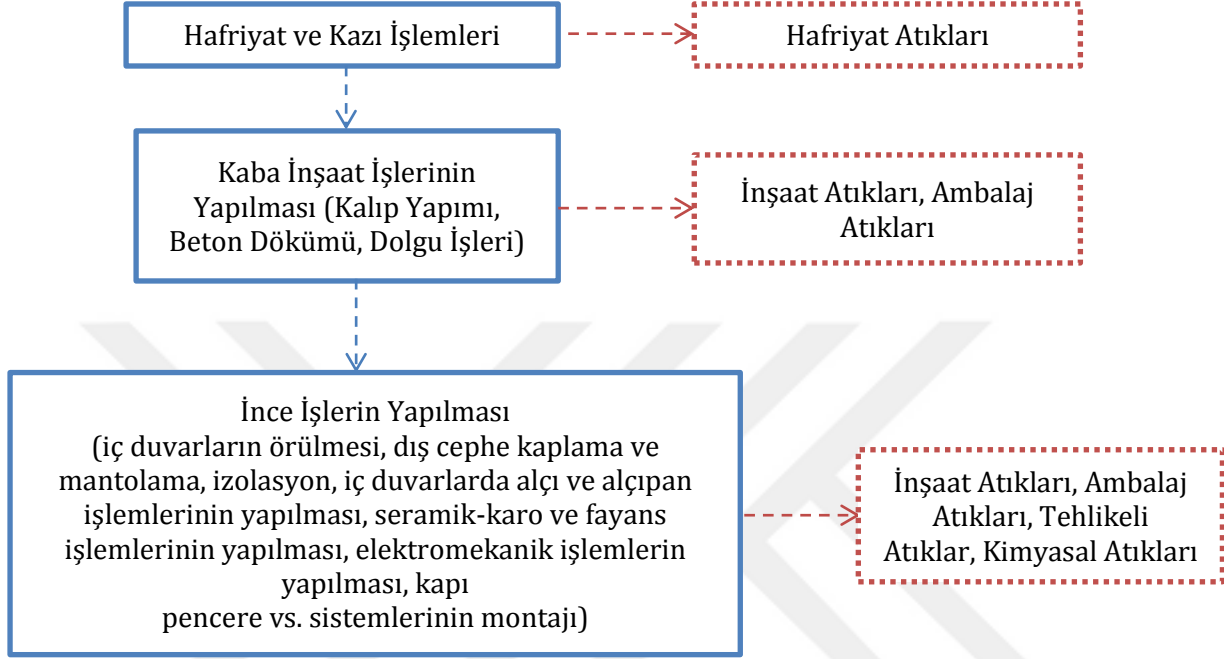 Hafriyat ve Kazı İşlemleri
Hafriyat Atıkları
Kaba İnşaat İşlerinin
Yapılması (Kalıp Yapımı,
Beton Dökümü, Dolgu İşleri)
İnşaat Atıkları, Ambalaj
Atıkları
İnce İşlerin Yapılması
(iç duvarların örülmesi, dış cephe kaplama ve
mantolama, izolasyon, iç duvarlarda alçı ve alçıpan
işlemlerinin yapılması, seramik-karo ve fayans
işlemlerinin yapılması, elektromekanik işlemlerin
yapılması, kapı
pencere vs. sistemlerinin montajı)
İnşaat Atıkları, Ambalaj
Atıkları, Tehlikeli
Atıklar, Kimyasal Atıkları